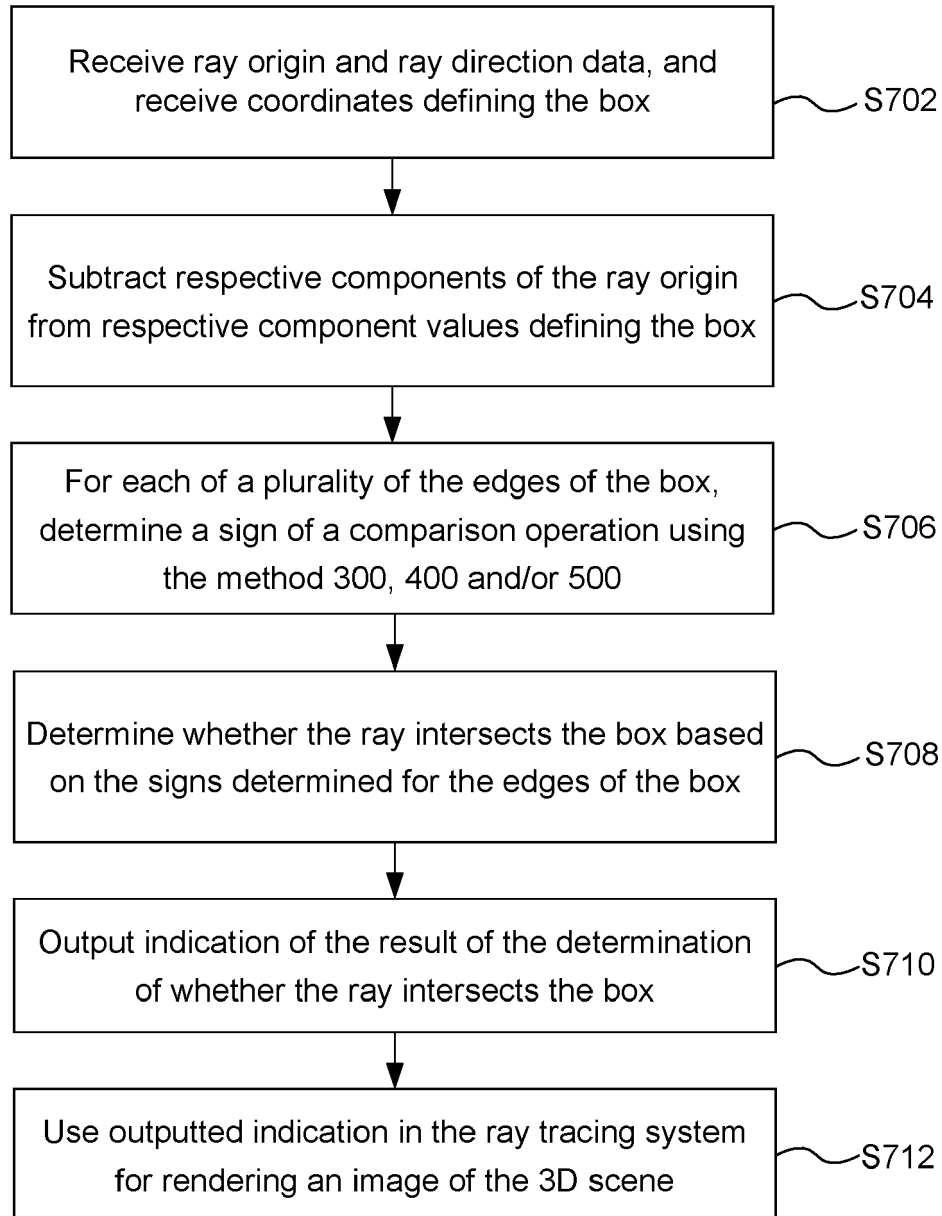 Receive ray origin and ray direction data, and
receive coordinates defining the box
S702
Subtract respective components of the ray origin
from respective component values defining the box
S704
For each of a plurality of the edges of the box,
determine a sign of a comparison operation using
the method 300, 400 and/or 500
S706
Determine whether the ray intersects the box based
on the signs determined for the edges of the box
S708
Output indication of the result of the determination
of whether the ray intersects the box
S710
Use outputted indication in the ray tracing system
for rendering an image of the 3D scene
S712